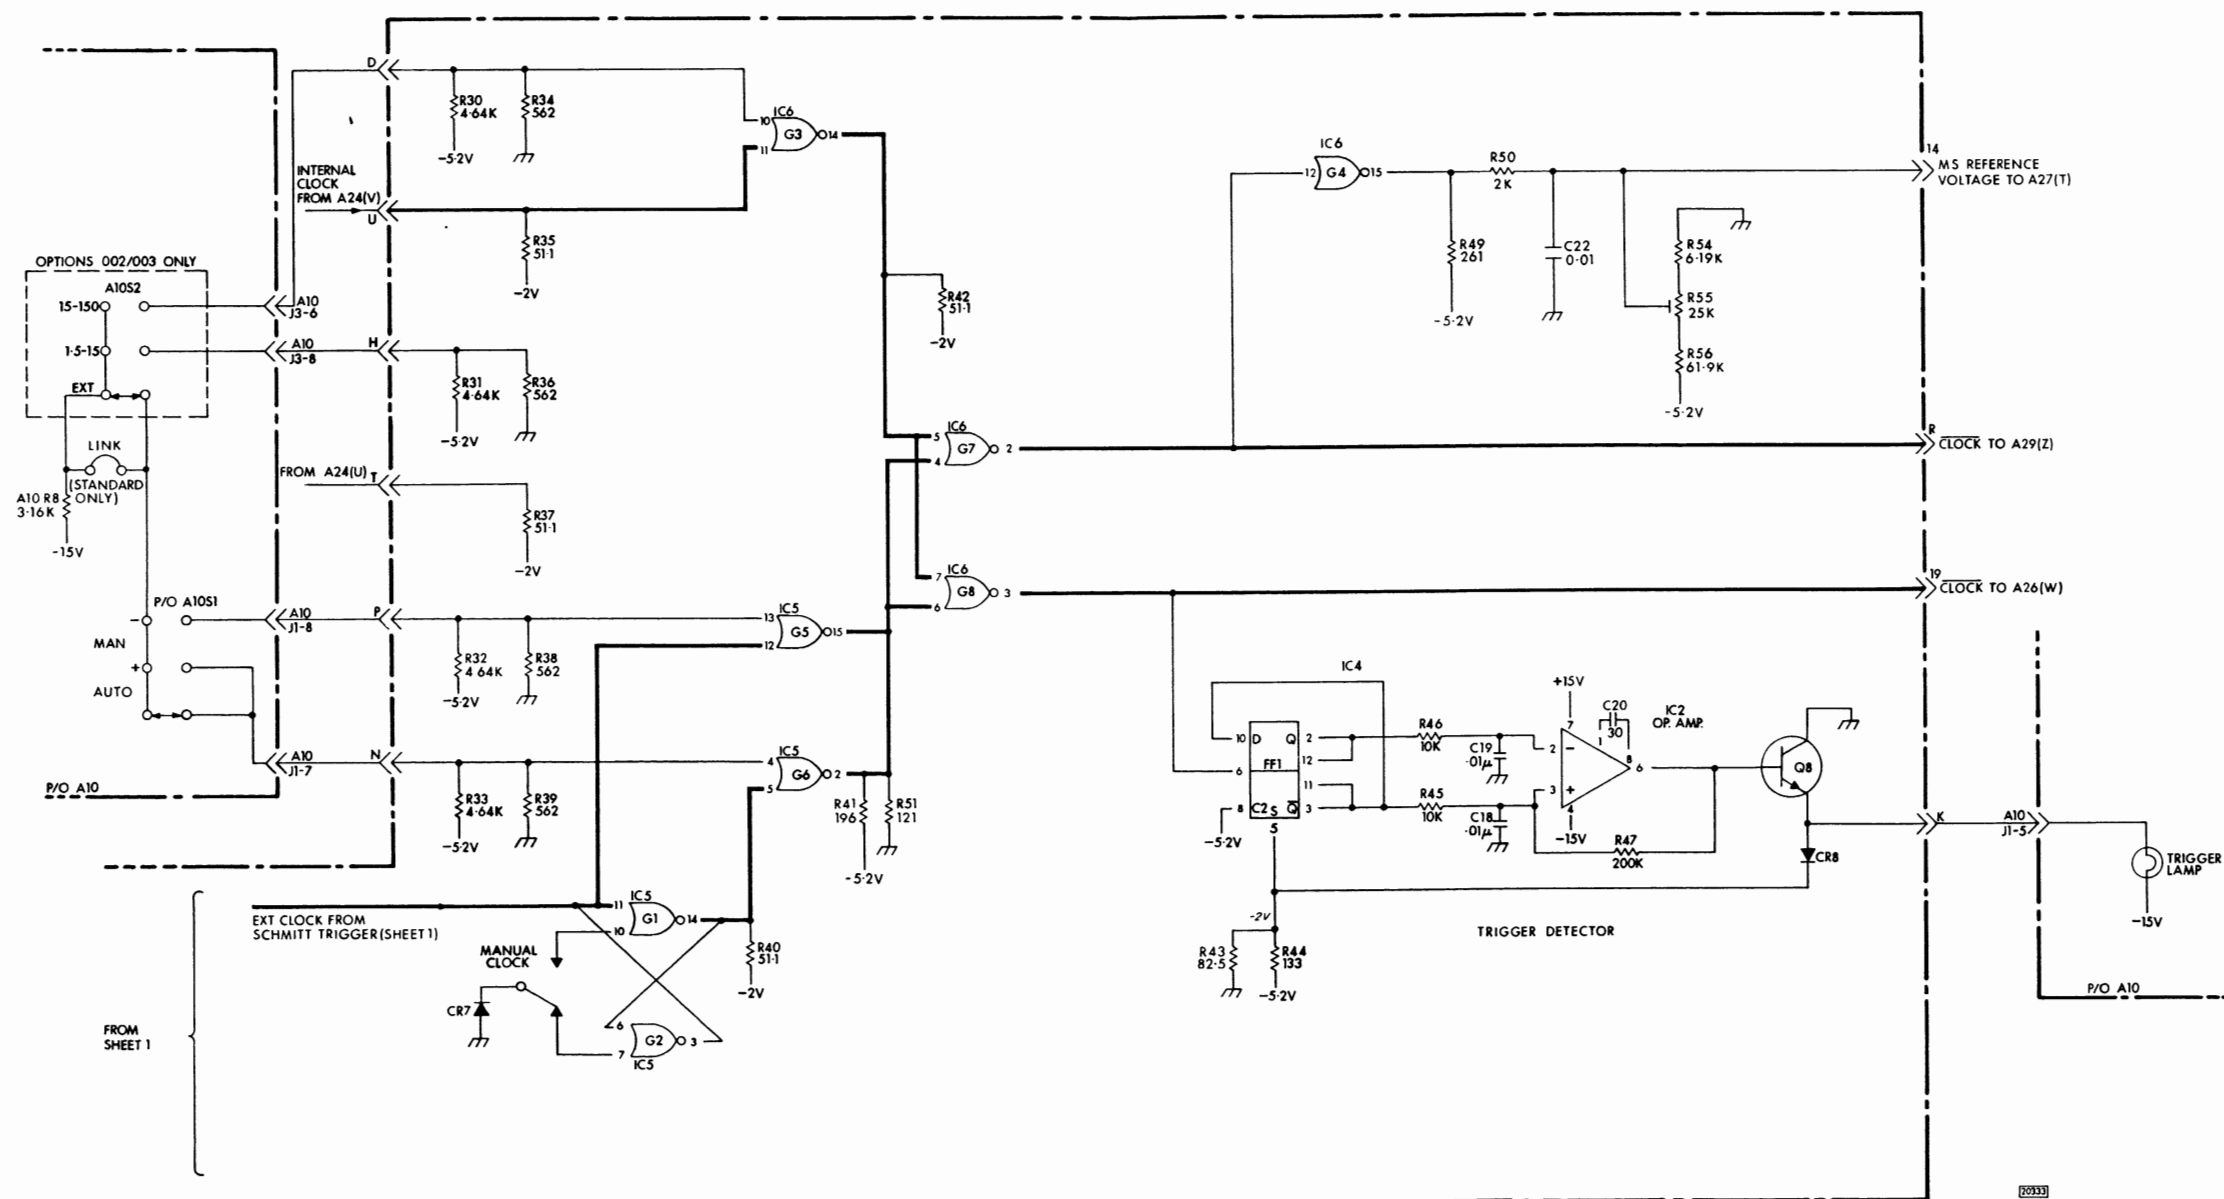 D
R30
4·64K
-5·2V
R34
562
INTERNAL
CLOCK
FROM A24(V)
U
R35
51·1
-2V
IC6
10
G3
14
11
R42
51·1
-2V
OPTIONS 002/003 ONLY
A10S2
15-150
1·5-15
EXT
A10
J3-6
A10
J3-8
H
R31
4·64K
-5·2V
R36
562
LINK
(STANDARD
ONLY)
A10 R8
3·16K
-15V
FROM A24(U)
T
R37
51·1
-2V
P/O A10S1
-
MAN
+
AUTO
A10
J1-8
P
R32
4·64K
-5·2V
R38
562
A10
J1-7
N
R33
4·64K
-5·2V
R39
562
P/O A10
IC5
13
G5
15
12
IC5
4
G6
2
5
R41
196
-5·2V
R51
121
IC6
5
G7
2
4
IC6
7
G8
3
6
IC6
12
G4
15
R50
2K
R49
261
-5·2V
C22
0·01
R54
6·19K
R55
25K
R56
61·9K
-5·2V
14
MS REFERENCE
VOLTAGE TO A27(T)
R
CLOCK TO A29(Z)
19
CLOCK TO A26(W)
IC4
10
D
Q
2
12
6
FF1
11
8
C2
S
Q
3
5
-5·2V
R46
10K
C19
·01μ
R45
10K
C18
·01μ
+15V
7
C20
30
1
8
IC2
OP. AMP.
2
-
3
+
6
4
-15V
R47
200K
Q8
CR8
K
A10
J1-5
TRIGGER
LAMP
-15V
-2V
R43
82·5
R44
133
-5·2V
TRIGGER DETECTOR
P/O A10
EXT CLOCK FROM
SCHMITT TRIGGER (SHEET 1)
IC5
11
G1
14
10
R40
51·1
-2V
MANUAL
CLOCK
CR7
6
G2
3
7
IC5
FROM
SHEET 1
20333